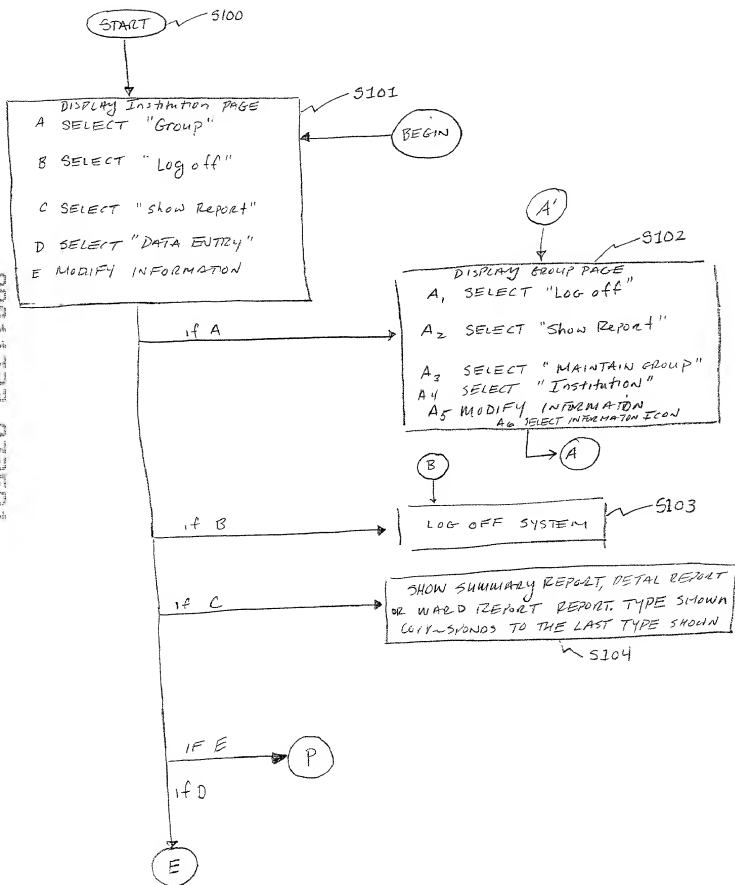 START
S100
S101
DISPLAY Institution PAGE
A SELECT "Group"
B SELECT "Log off"
C SELECT "show Report"
D SELECT "DATA ENTRY"
E MODIFY INFORMATON
BEGIN
A'
S102
DISPLAY GROUP PAGE
A1 SELECT "LOG off"
A2 SELECT "Show Report"
A3 SELECT "MAINTAIN GROUP"
A4 SELECT "Institution"
A5 MODIFY INFORMATON
A6 SELECT INFORMATON ICON
if A
A
B
S103
if B
LOG OFF SYSTEM
if C
SHOW SUMMARY REPORT, DETAL REPORT
OR WARD REPORT REPORT. TYPE SHOWN
TO THE LAST TYPE SHOWN
S104
IF E
P
if D
E